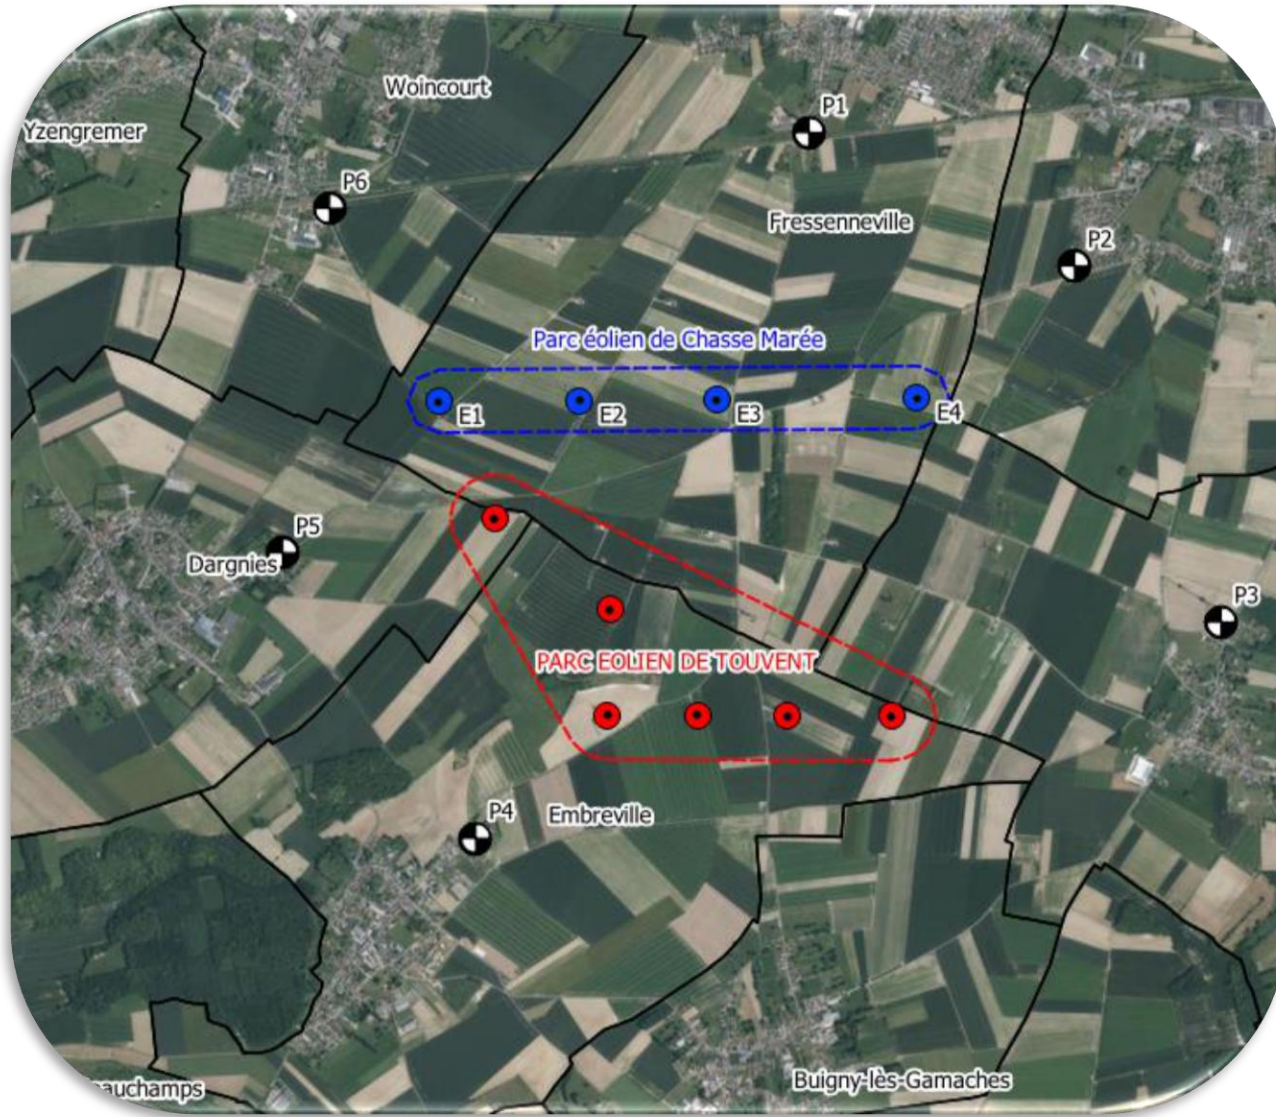 Woincourt
P1
Yzengremer
P6
Fressenneville
P2
Parc éolien de Chasse Marée
E1
E2
E3
E4
P5
Dargnies
P3
PARC EOLIEN DE TOUVENT
P4
Embreville
Buigny-lès-Gamaches
auchamps